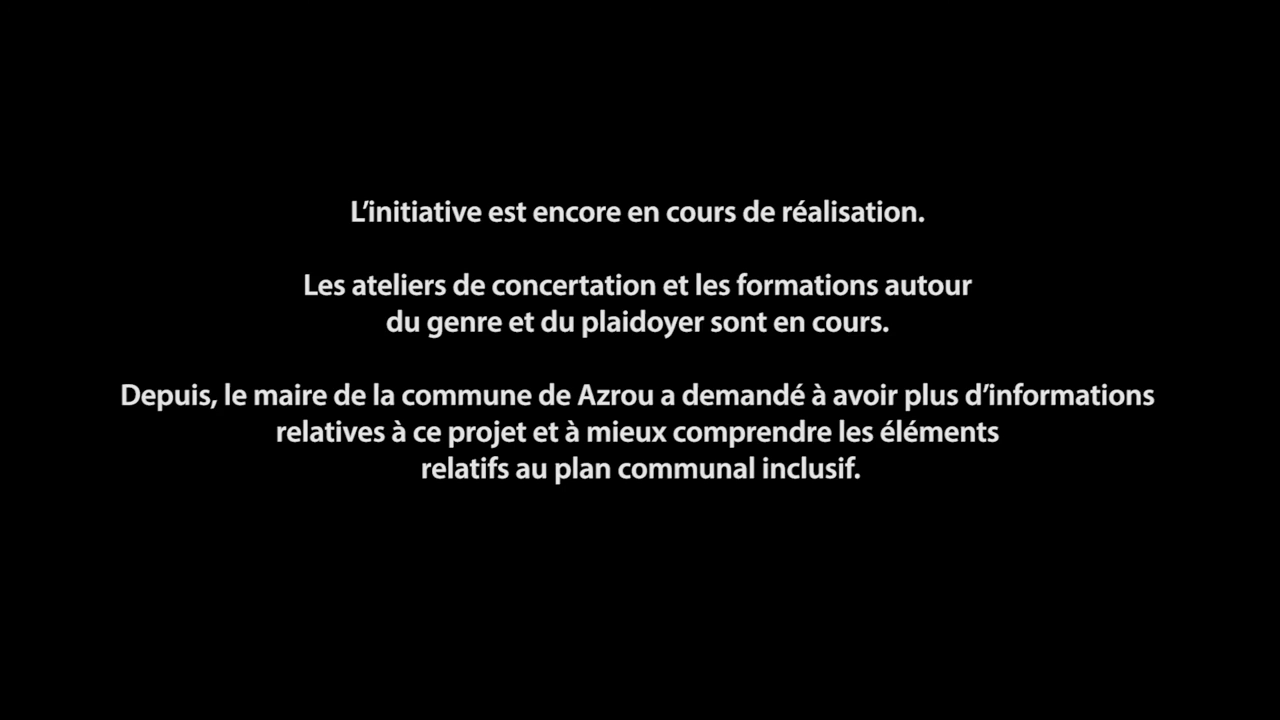 L’initiative est encore en cours de réalisation.
Les ateliers de concertation et les formations autour
du genre et du plaidoyer sont en cours.
Depuis, le maire de la commune de Azrou a demandé à avoir plus d’informations
relatives à ce projet et à mieux comprendre les éléments
relatifs au plan communal inclusif.